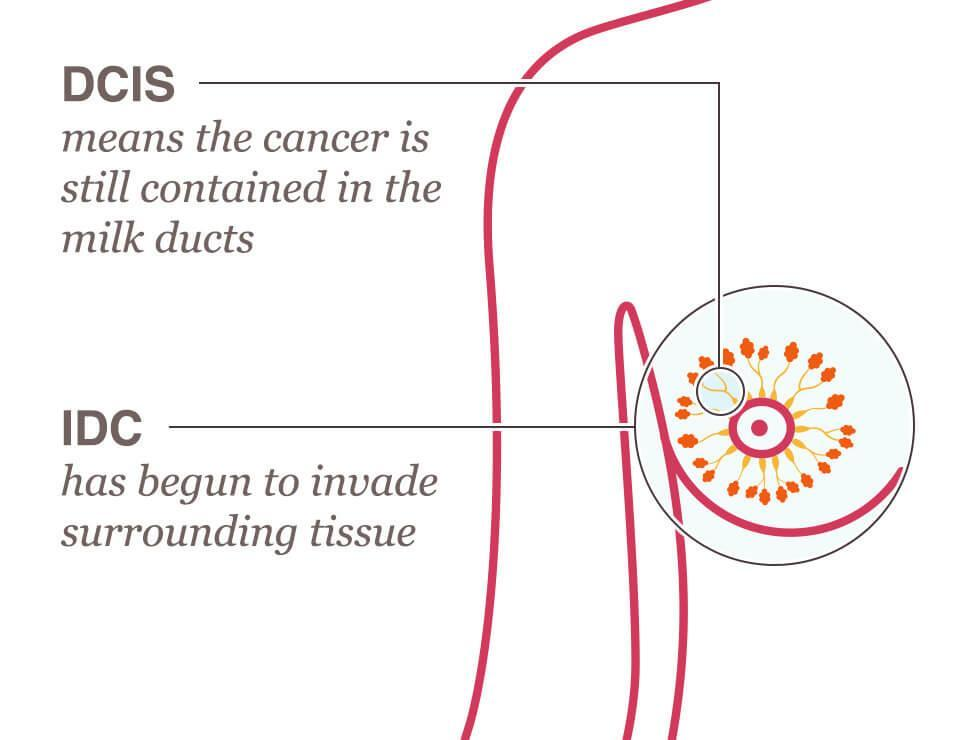 DCIS
means the cancer is
still contained in the
milk ducts
IDC
has begun to invade
surrounding tissue